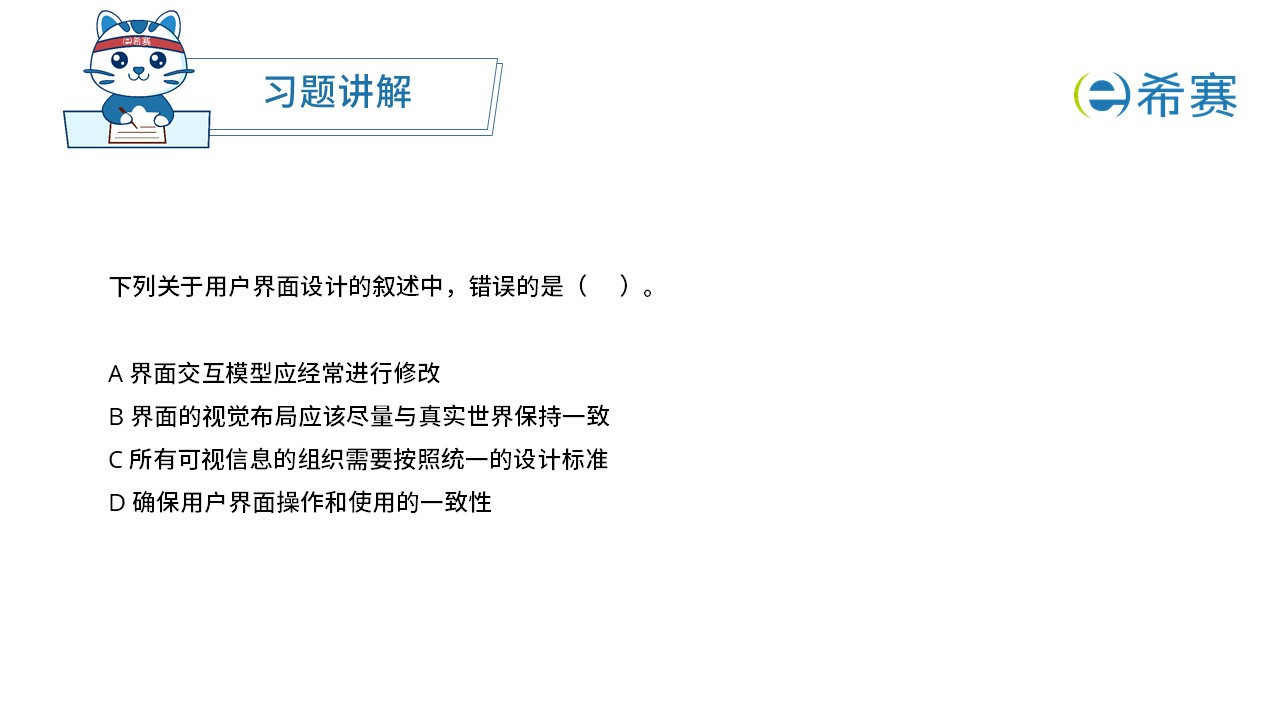 希赛
习题讲解
希赛
下列关于用户界面设计的叙述中，错误的是（ ）。
A 界面交互模型应经常进行修改
B 界面的视觉布局应该尽量与真实世界保持一致
C 所有可视信息的组织需要按照统一的设计标准
D 确保用户界面操作和使用的一致性